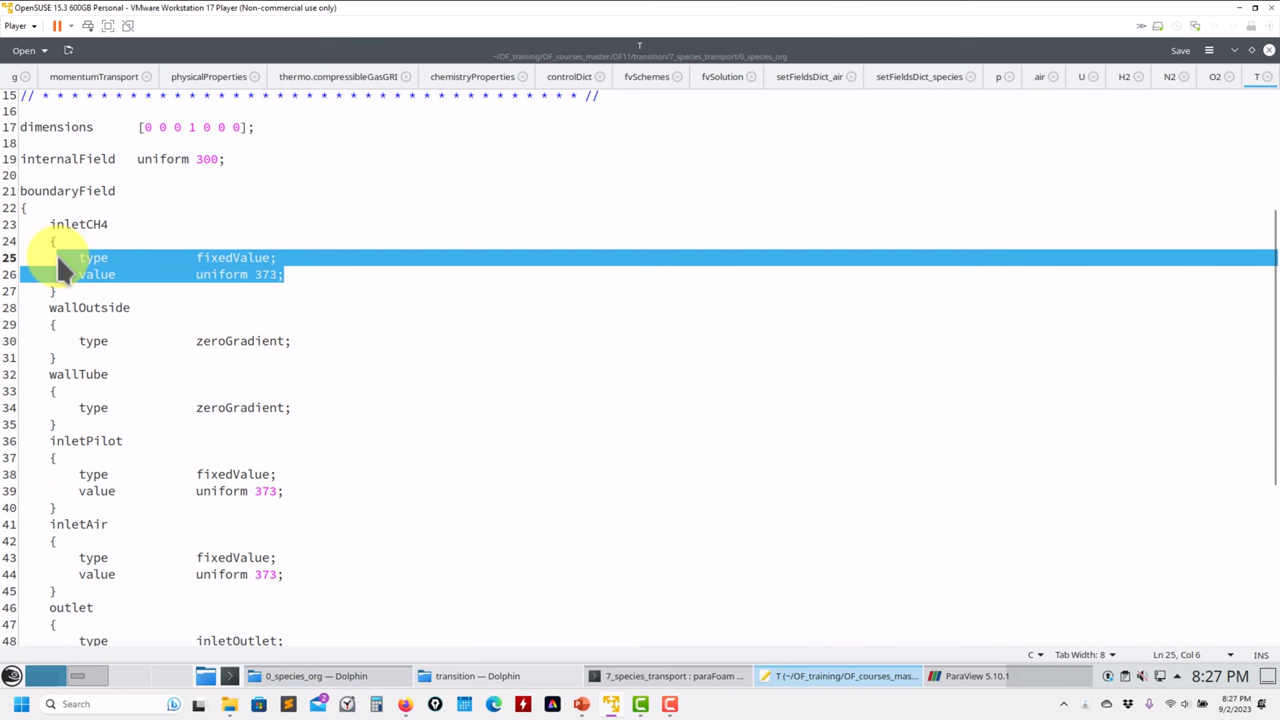 OpenSUSE 15.3 600GB Personal - VMware Workstation 17 Player (Non-commercial use only)
Player
Open
T
~/OF_training/OF_courses_master/OF11/transition/7_species_transport/0_species_org
Save
g momentumTransport physicalProperties thermo.compressibleGasGRI chemistryProperties controlDict fvSchemes fvSolution setFieldsDict_air setFieldsDict_species p air U H2 N2 O2 T
15 // * * * * * * * * * * * * * * * * * * * * * * * * * * * * * * * * * * * * * //
16
17 dimensions [0 0 0 1 0 0 0];
18
19 internalField uniform 300;
20
21 boundaryField
22 {
23 inletCH4
24 {
25 type fixedValue;
26 value uniform 373;
27 }
28 wallOutside
29 {
30 type zeroGradient;
31 }
32 wallTube
33 {
34 type zeroGradient;
35 }
36 inletPilot
37 {
38 type fixedValue;
39 value uniform 373;
40 }
41 inletAir
42 {
43 type fixedValue;
44 value uniform 373;
45 }
46 outlet
47 {
48 type inletOutlet;
C Tab Width: 8 Ln 25, Col 6 INS
0_species_org — Dolphin transition — Dolphin 7_species_transport : paraFoam ... T (~/OF_training/OF_courses_mas... ParaView 5.10.1 8:27 PM
Search 2 8:27 PM
9/2/2023